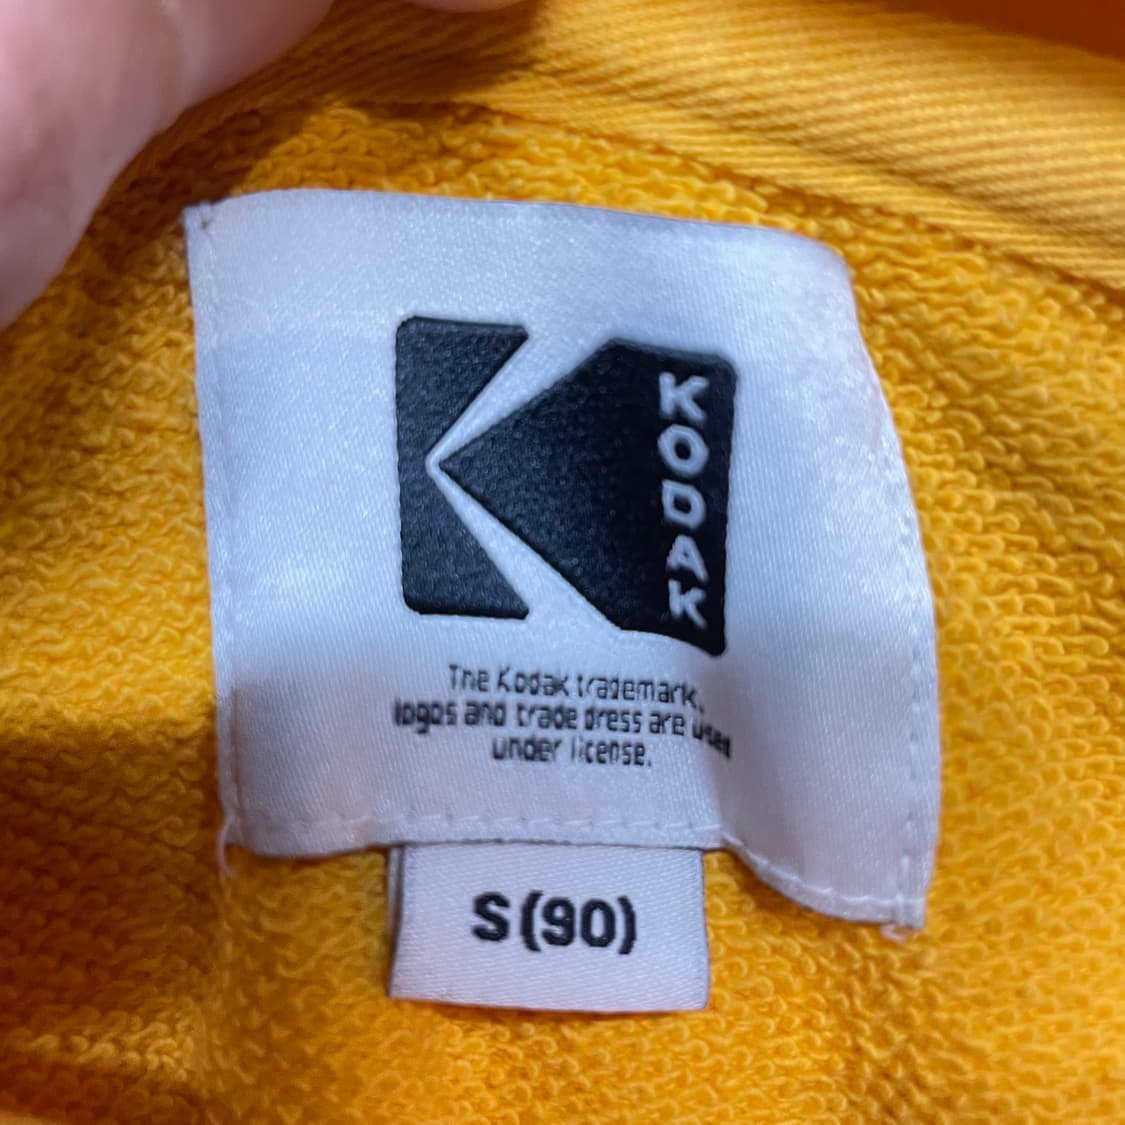 KODAK
The Kodak trademark,
logos and trade dress are used
under license.
S(90)